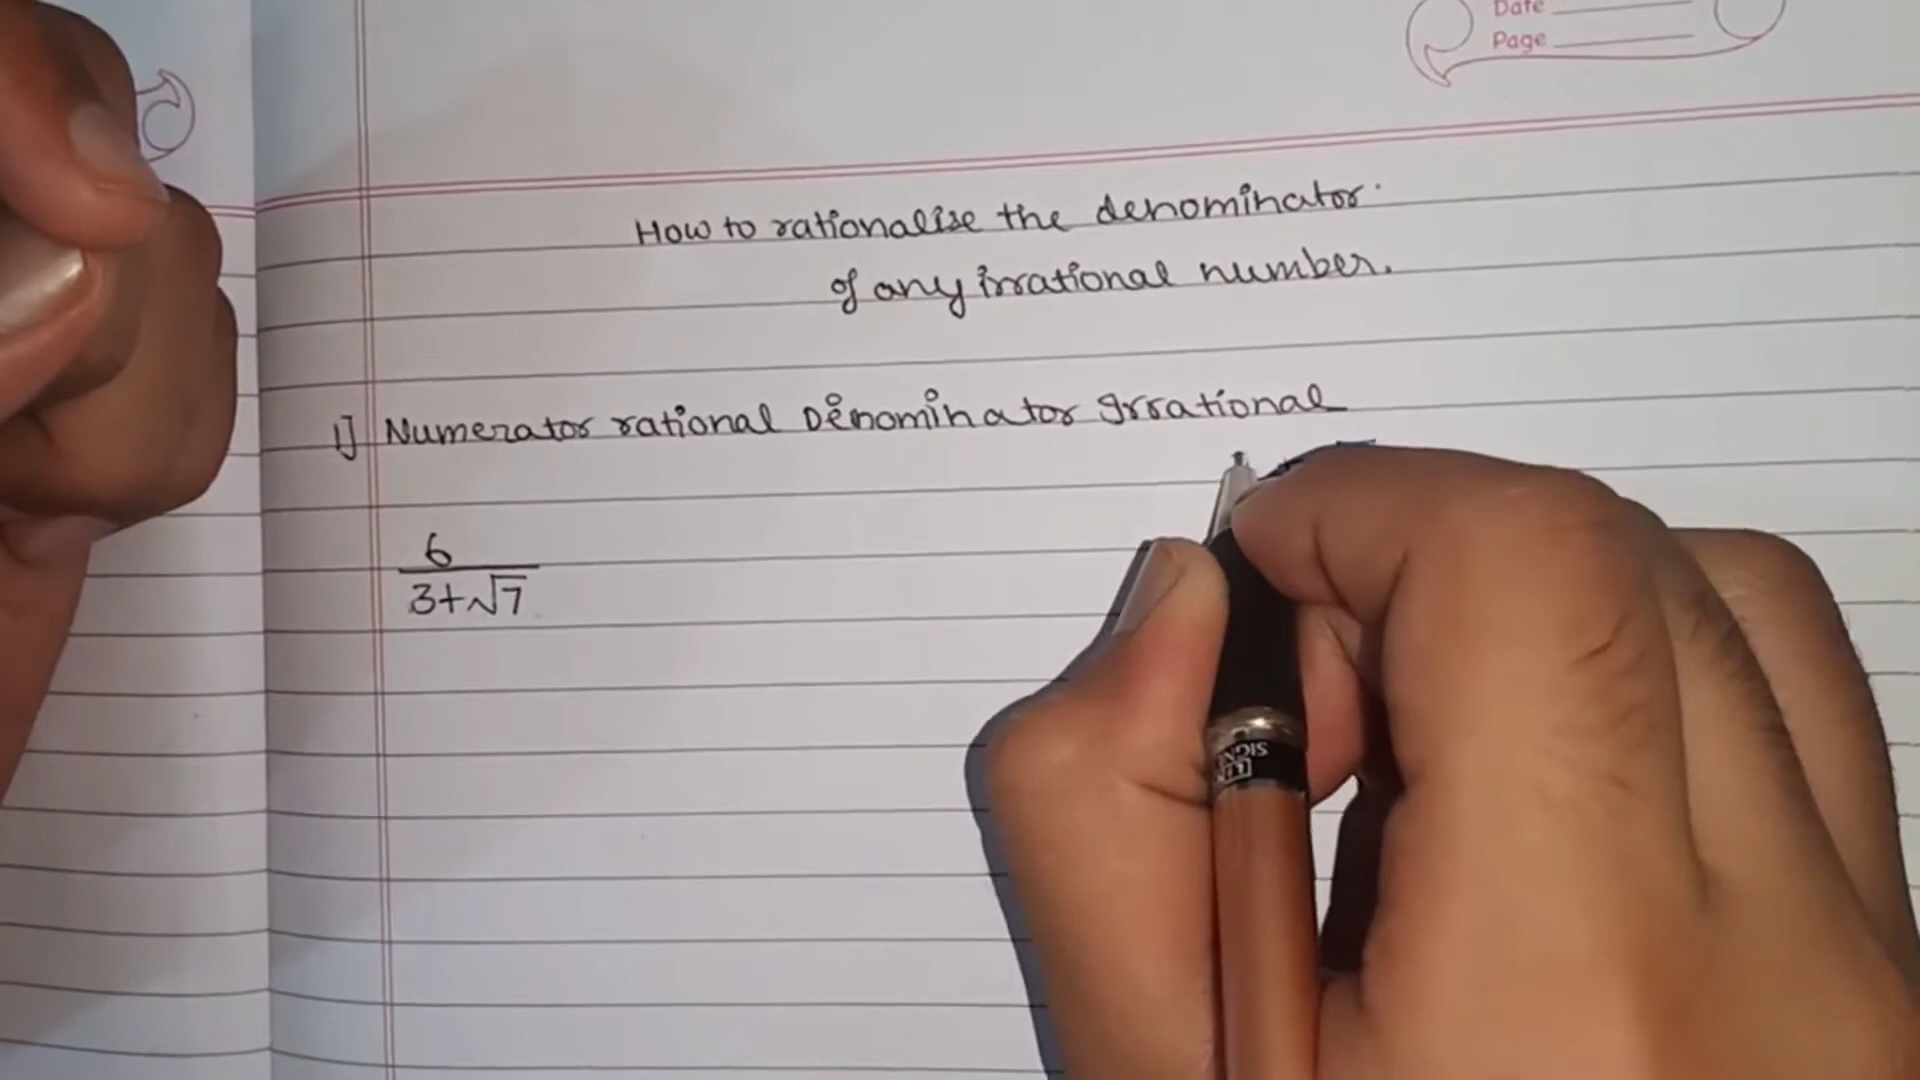 Date
Page
How to rationalise the denominator
of any irrational number.
1] Numerator rational Denominator Irrational
6
3+√7